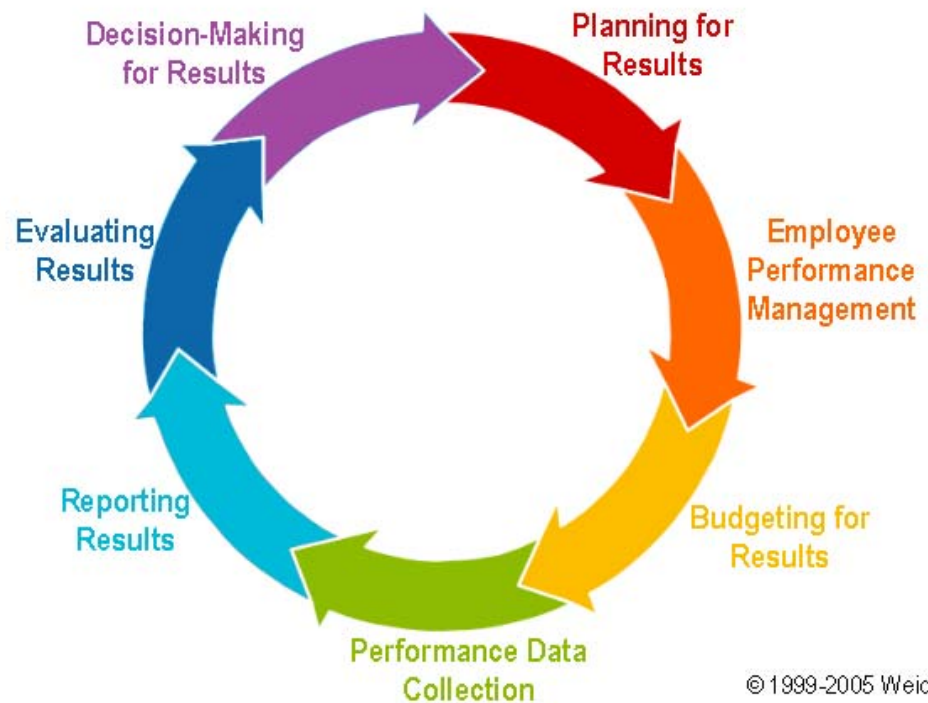 Decision-Making
for Results
Planning for
Results
Employee
Performance
Management
Budgeting for
Results
Performance Data
Collection
Reporting
Results
Evaluating
Results
© 1999-2005